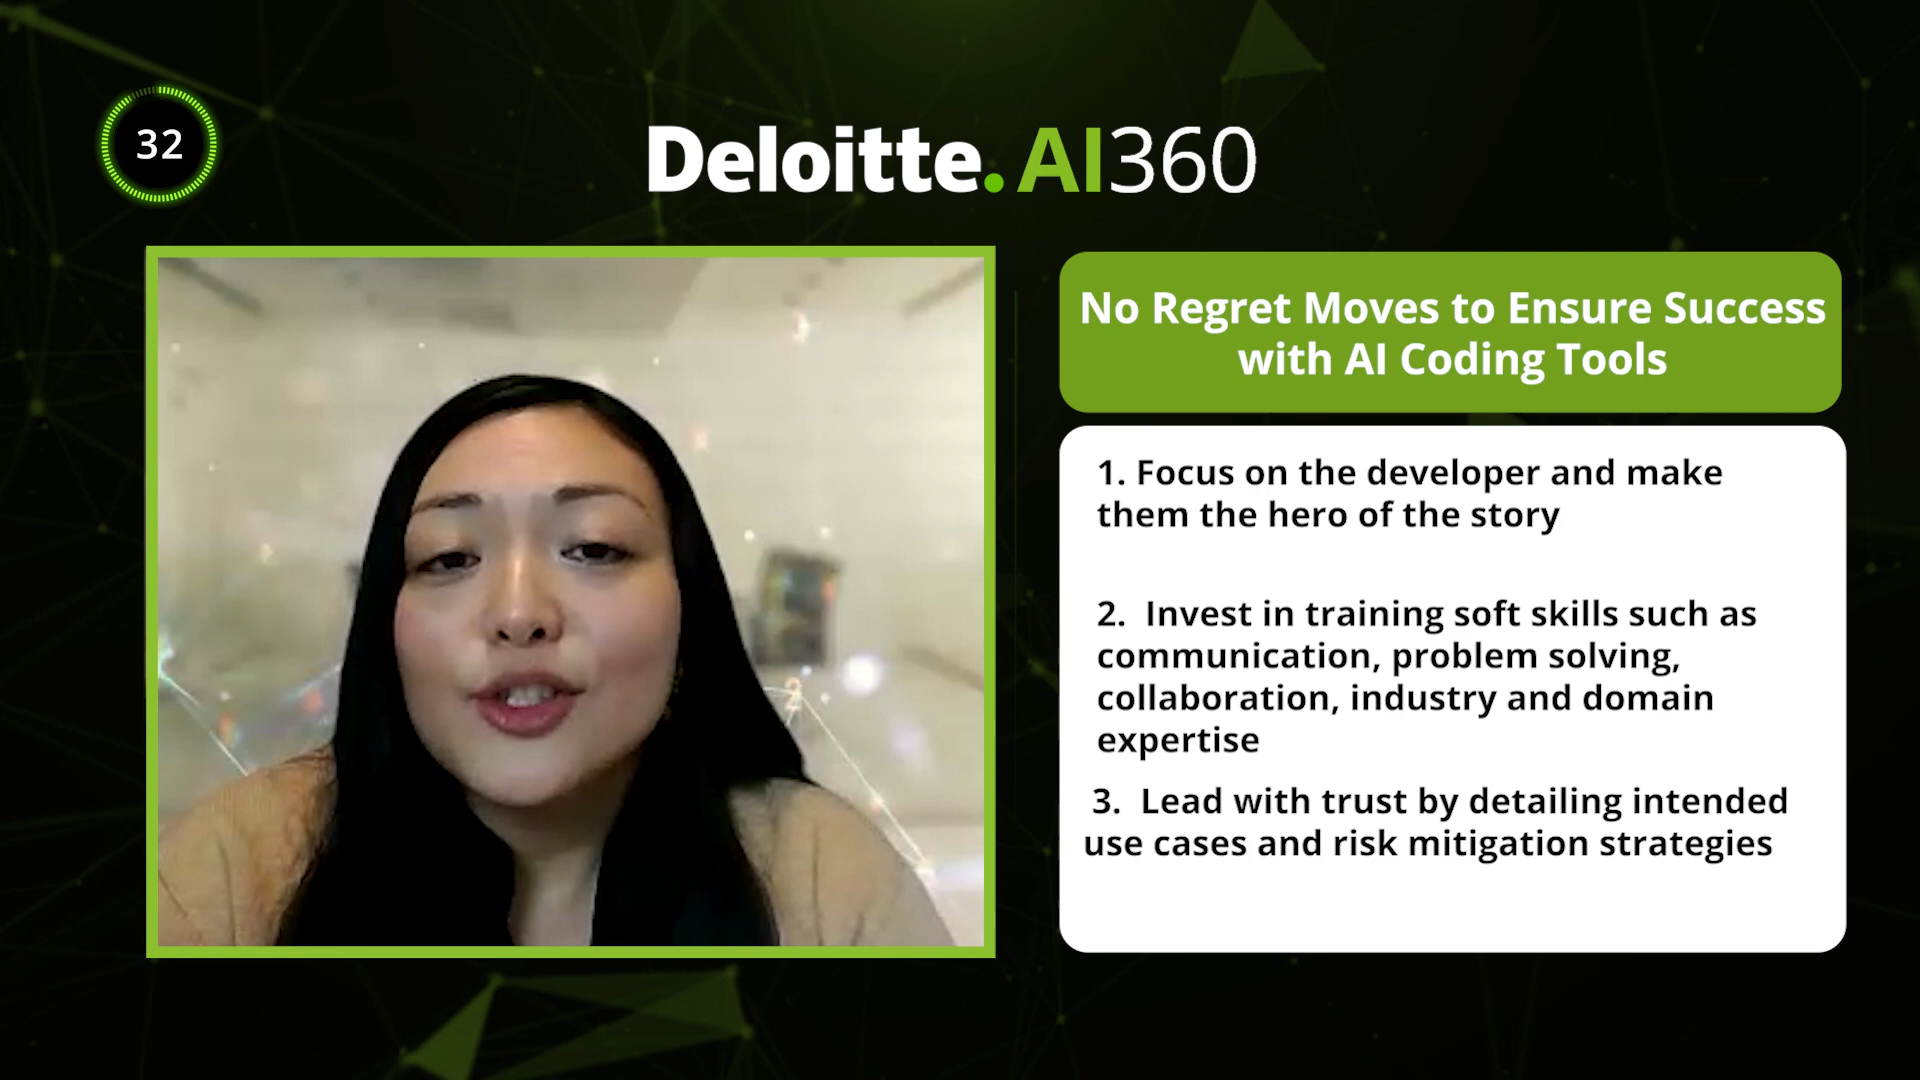 32
Deloitte. AI360
No Regret Moves to Ensure Success
with AI Coding Tools
1. Focus on the developer and make
them the hero of the story
2. Invest in training soft skills such as
communication, problem solving,
collaboration, industry and domain
expertise
3. Lead with trust by detailing intended
use cases and risk mitigation strategies